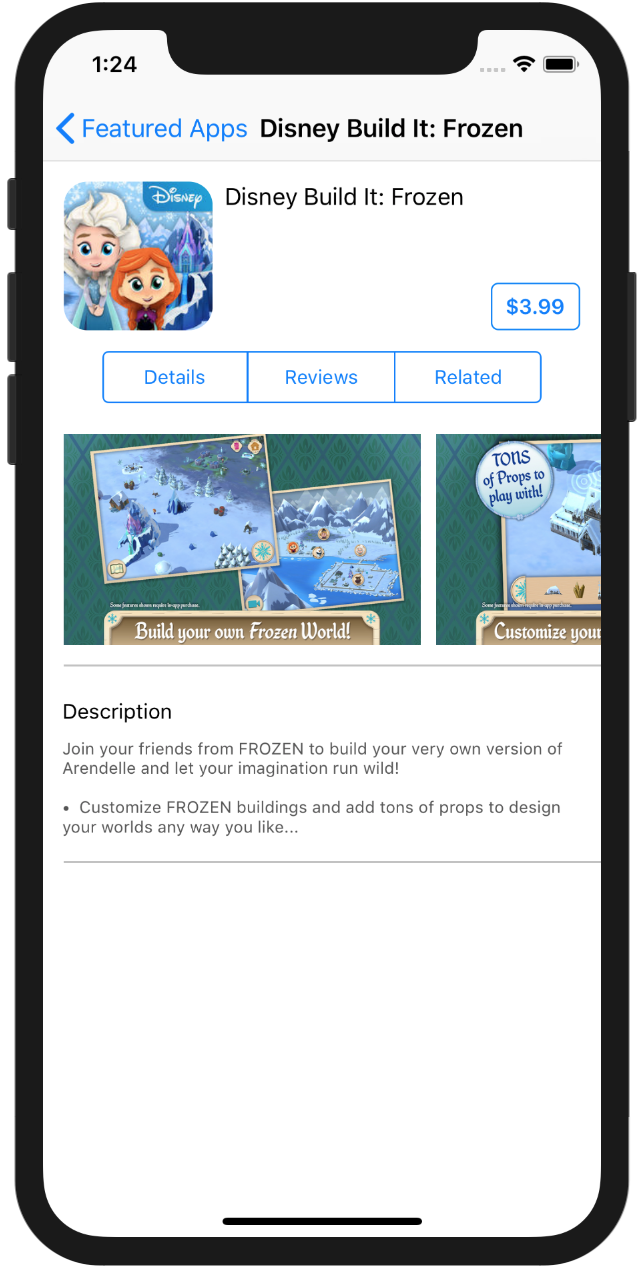 1:24
Featured Apps Disney Build It: Frozen
Disney
Disney Build It: Frozen
$3.99
Details Reviews Related
TONS
of Props to
play with!
Some features shown require in-app purchase.
Some features shown require in-app purchase.
Build your own Frozen World!
Customize your
Description
Join your friends from FROZEN to build your very own version of
Arendelle and let your imagination run wild!
• Customize FROZEN buildings and add tons of props to design
your worlds any way you like...